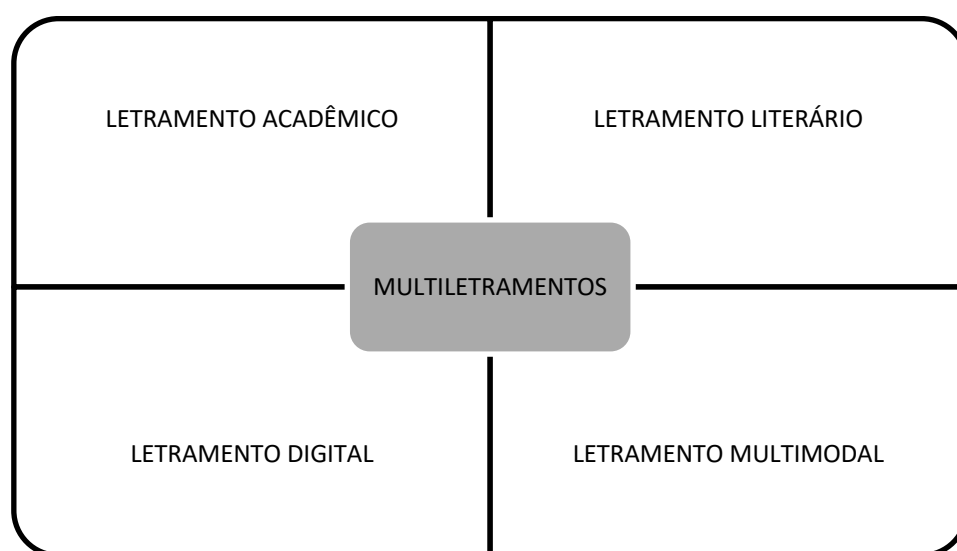 LETRAMENTO ACADÊMICO
LETRAMENTO LITERÁRIO
MULTILETRAMENTOS
LETRAMENTO DIGITAL
LETRAMENTO MULTIMODAL